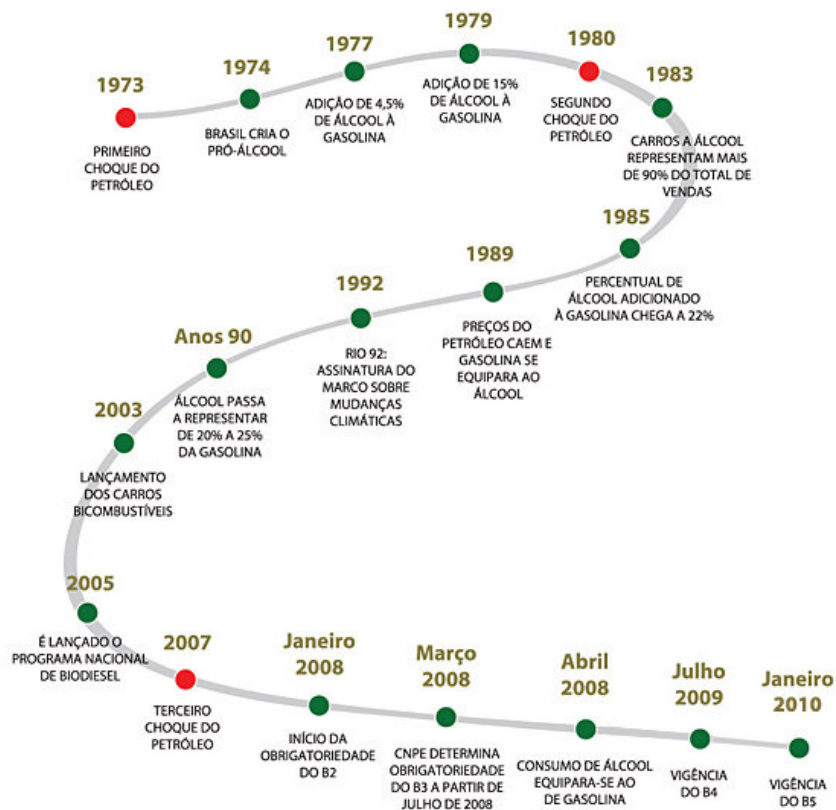 1973
PRIMEIRO
CHOQUE DO
PETRÓLEO
1974
BRASIL CRIA O
PRÓ-ÁLCOOL
1977
ADIÇÃO DE 4,5%
DE ÁLCOOL À
GASOLINA
1979
ADIÇÃO DE 15%
DE ÁLCOOL À
GASOLINA
1980
SEGUNDO
CHOQUE DO
PETRÓLEO
1983
CARROS A ÁLCOOL
REPRESENTAM MAIS
DE 90% DO TOTAL DE
VENDAS
1985
PERCENTUAL DE
ÁLCOOL ADICIONADO
À GASOLINA CHEGA A 22%
1989
PREÇOS DO
PETRÓLEO CAEM E
GASOLINA SE
EQUIPARA AO
ÁLCOOL
1992
RIO 92:
ASSINATURA DO
MARCO SOBRE
MUDANÇAS
CLIMÁTICAS
Anos 90
ÁLCOOL PASSA
A REPRESENTAR
DE 20% A 25%
DA GASOLINA
2003
LANÇAMENTO
DOS CARROS
BICOMBUSTÍVEIS
2005
É LANÇADO O
PROGRAMA NACIONAL
DE BIODIESEL
2007
TERCEIRO
CHOQUE DO
PETRÓLEO
Janeiro
2008
INÍCIO DA
OBRIGATORIEDADE
DO B2
Março
2008
CNPE DETERMINA
OBRIGATORIEDADE
DO B3 A PARTIR
DE JULHO DE 2008
Abril
2008
CONSUMO DE ÁLCOOL
EQUIPARA-SE AO
DE GASOLINA
Julho
2009
VIGÊNCIA
DO B4
Janeiro
2010
VIGÊNCIA
DO B5